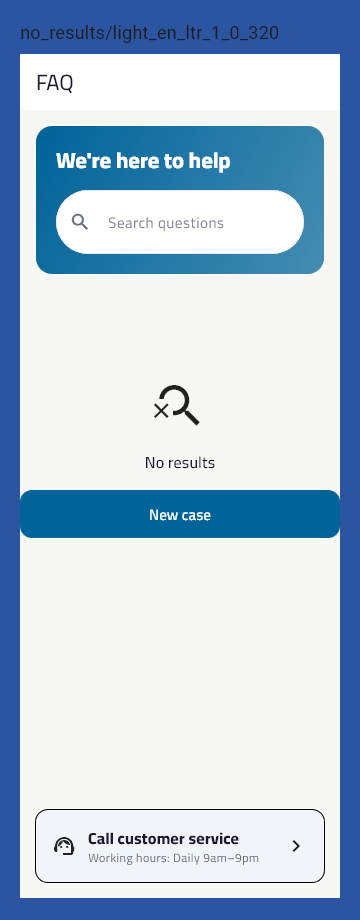 no_results/light_en_ltr_1_0_320
FAQ
We're here to help
Search questions
No results
New case
Call customer service
Working hours: Daily 9am–9pm